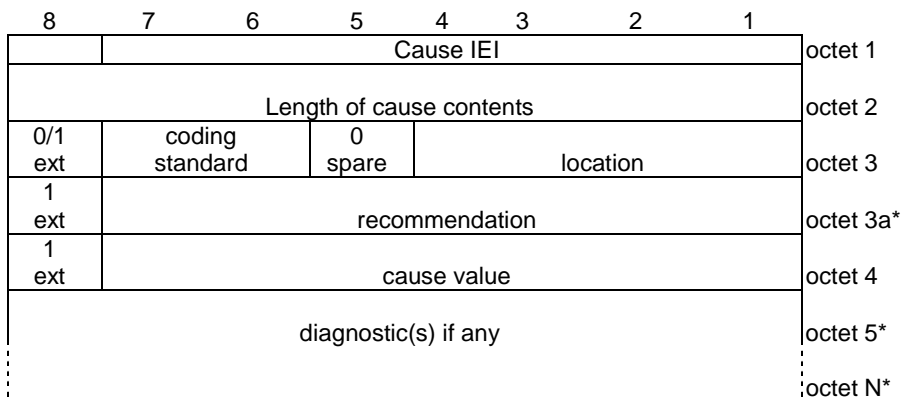 8 7 6 5 4 3 2 1
Cause IEI octet 1
Length of cause contents octet 2
0/1 coding 0
ext standard spare location octet 3
1
ext recommendation octet 3a*
1
ext cause value octet 4
diagnostic(s) if any octet 5*
octet N*